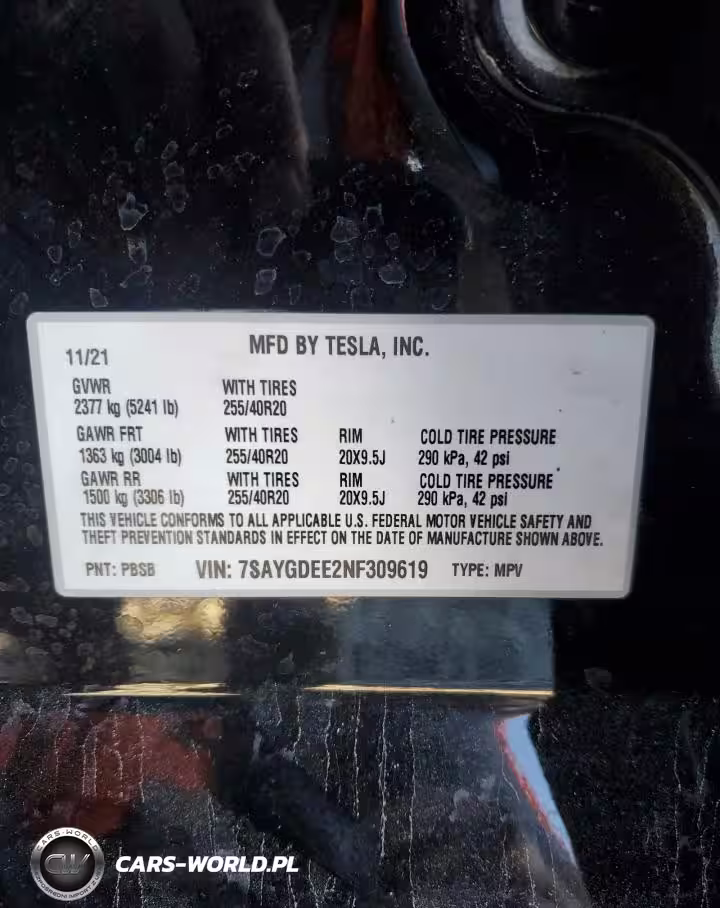 11/21
MFD BY TESLA, INC.
GVWR WITH TIRES
2377 kg (5241 lb) 255/40R20
GAWR FRT WITH TIRES RIM COLD TIRE PRESSURE
1363 kg (3004 lb) 255/40R20 20X9.5J 290 kPa, 42 psi
GAWR RR WITH TIRES RIM COLD TIRE PRESSURE
1500 kg (3306 lb) 255/40R20 20X9.5J 290 kPa, 42 psi
THIS VEHICLE CONFORMS TO ALL APPLICABLE U.S. FEDERAL MOTOR VEHICLE SAFETY AND
THEFT PREVENTION STANDARDS IN EFFECT ON THE DATE OF MANUFACTURE SHOWN ABOVE.
PNT: PBSB VIN: 7SAYGDEE2NF309619 TYPE: MPV
CARS-WORLD
CW
CARS-WORLD.PL